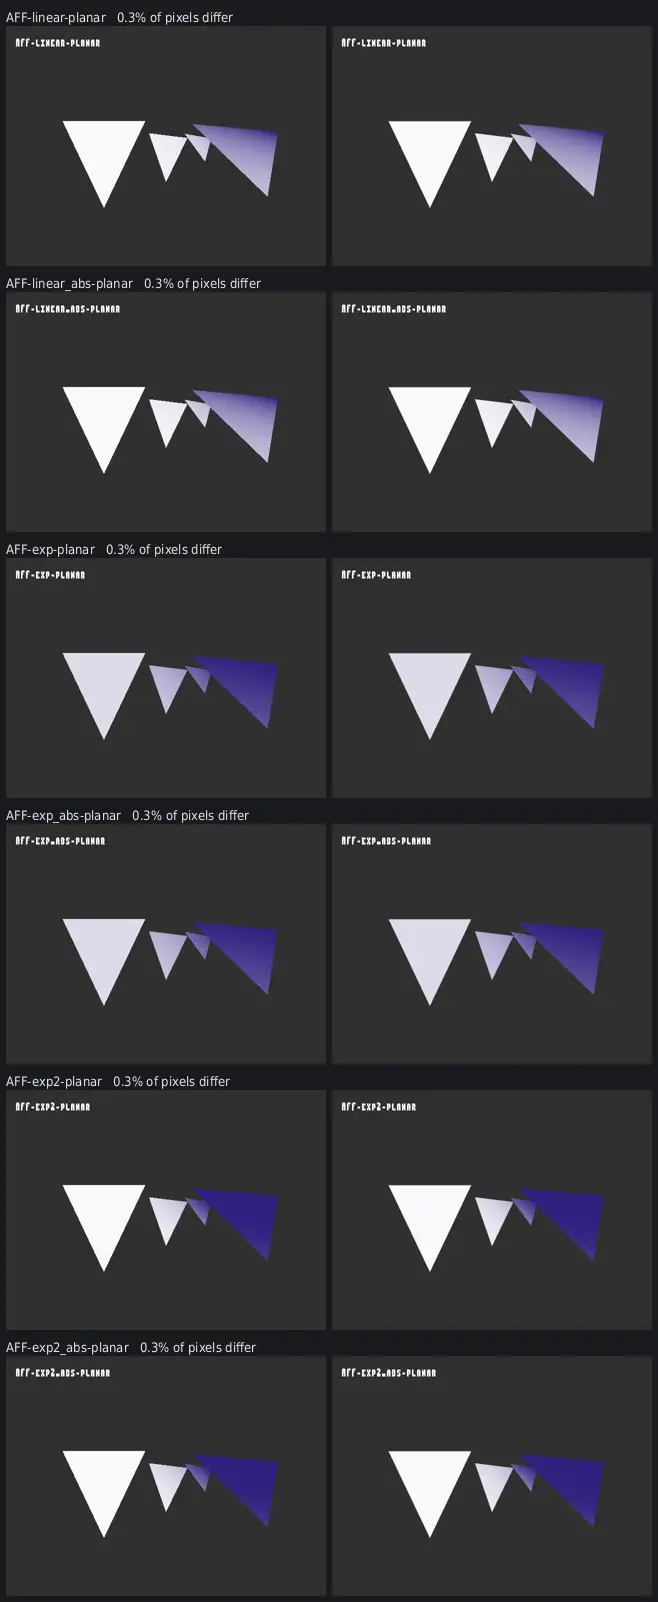 AFF-linear-planar 0.3% of pixels differ
AFF-LINEAR-PLANAR AFF-LINEAR-PLANAR
AFF-linear_abs-planar 0.3% of pixels differ
AFF-LINEAR_ABS-PLANAR AFF-LINEAR_ABS-PLANAR
AFF-exp-planar 0.3% of pixels differ
AFF-EXP-PLANAR AFF-EXP-PLANAR
AFF-exp_abs-planar 0.3% of pixels differ
AFF-EXP_ABS-PLANAR AFF-EXP_ABS-PLANAR
AFF-exp2-planar 0.3% of pixels differ
AFF-EXP2-PLANAR AFF-EXP2-PLANAR
AFF-exp2_abs-planar 0.3% of pixels differ
AFF-EXP2_ABS-PLANAR AFF-EXP2_ABS-PLANAR